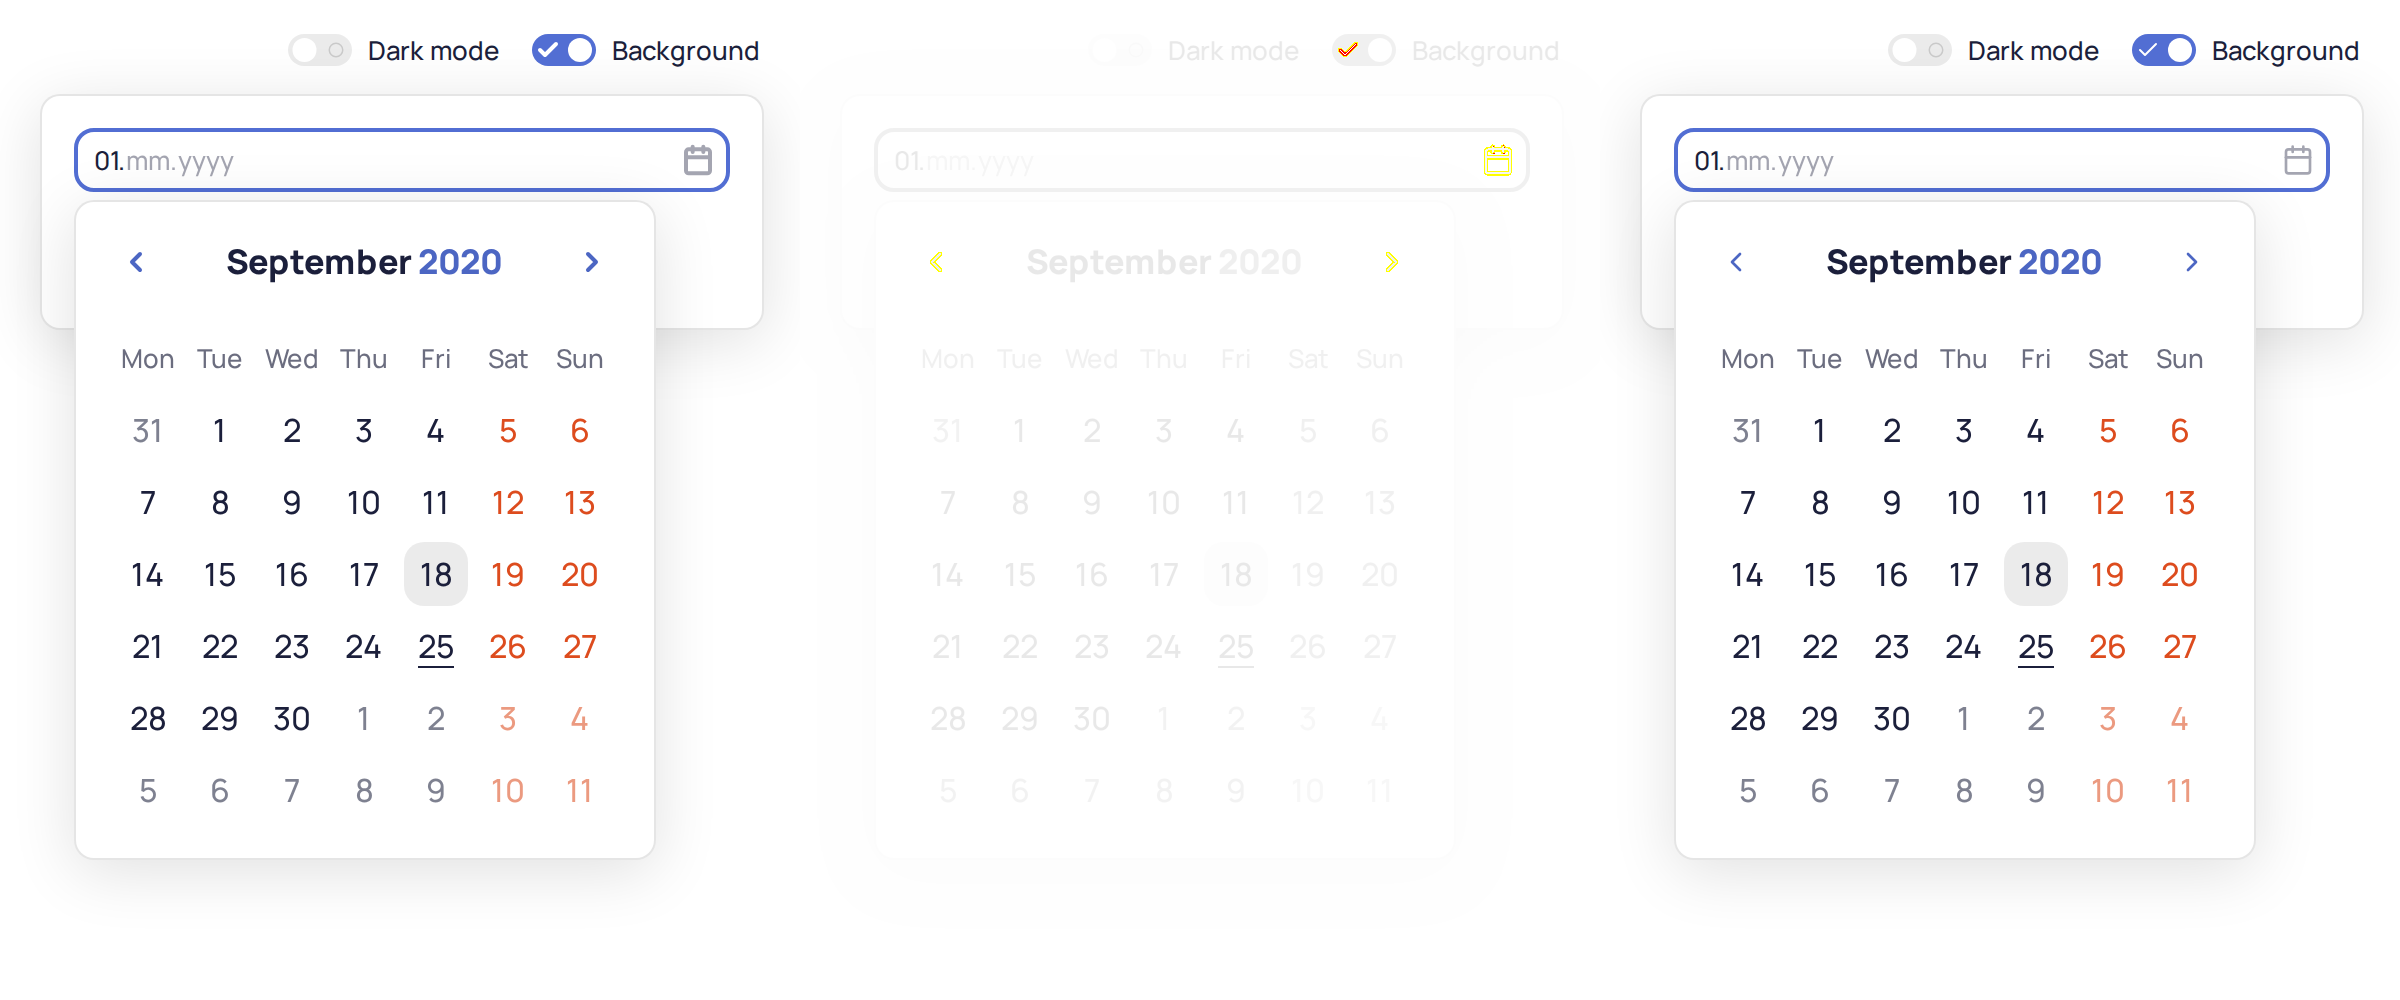 Dark mode Background Dark mode Background Dark mode Background
01.mm.yyyy 01.mm.yyyy 01.mm.yyyy
September 2020 September 2020 September 2020
Mon Tue Wed Thu Fri Sat Sun Mon Tue Wed Thu Fri Sat Sun Mon Tue Wed Thu Fri Sat Sun
31 1 2 3 4 5 6 31 1 2 3 4 5 6 31 1 2 3 4 5 6
7 8 9 10 11 12 13 7 8 9 10 11 12 13 7 8 9 10 11 12 13
14 15 16 17 18 19 20 14 15 16 17 18 19 20 14 15 16 17 18 19 20
21 22 23 24 25 26 27 21 22 23 24 25 26 27 21 22 23 24 25 26 27
28 29 30 1 2 3 4 28 29 30 1 2 3 4 28 29 30 1 2 3 4
5 6 7 8 9 10 11 5 6 7 8 9 10 11 5 6 7 8 9 10 11